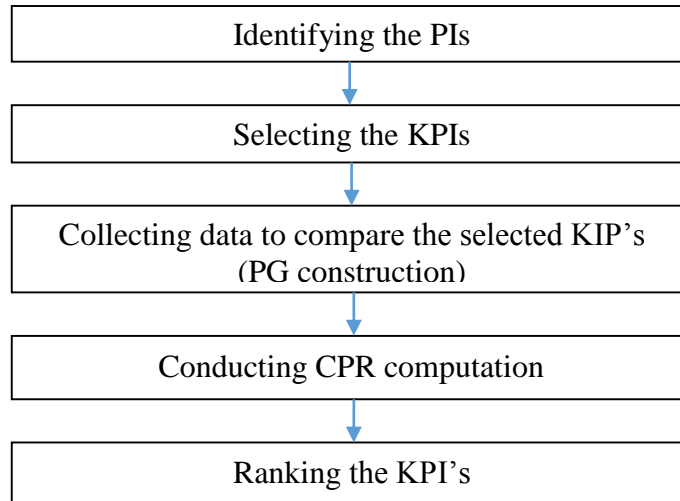 Identifying the PIs
Selecting the KPIs
Collecting data to compare the selected KIP’s
(PG construction)
Conducting CPR computation
Ranking the KPI’s